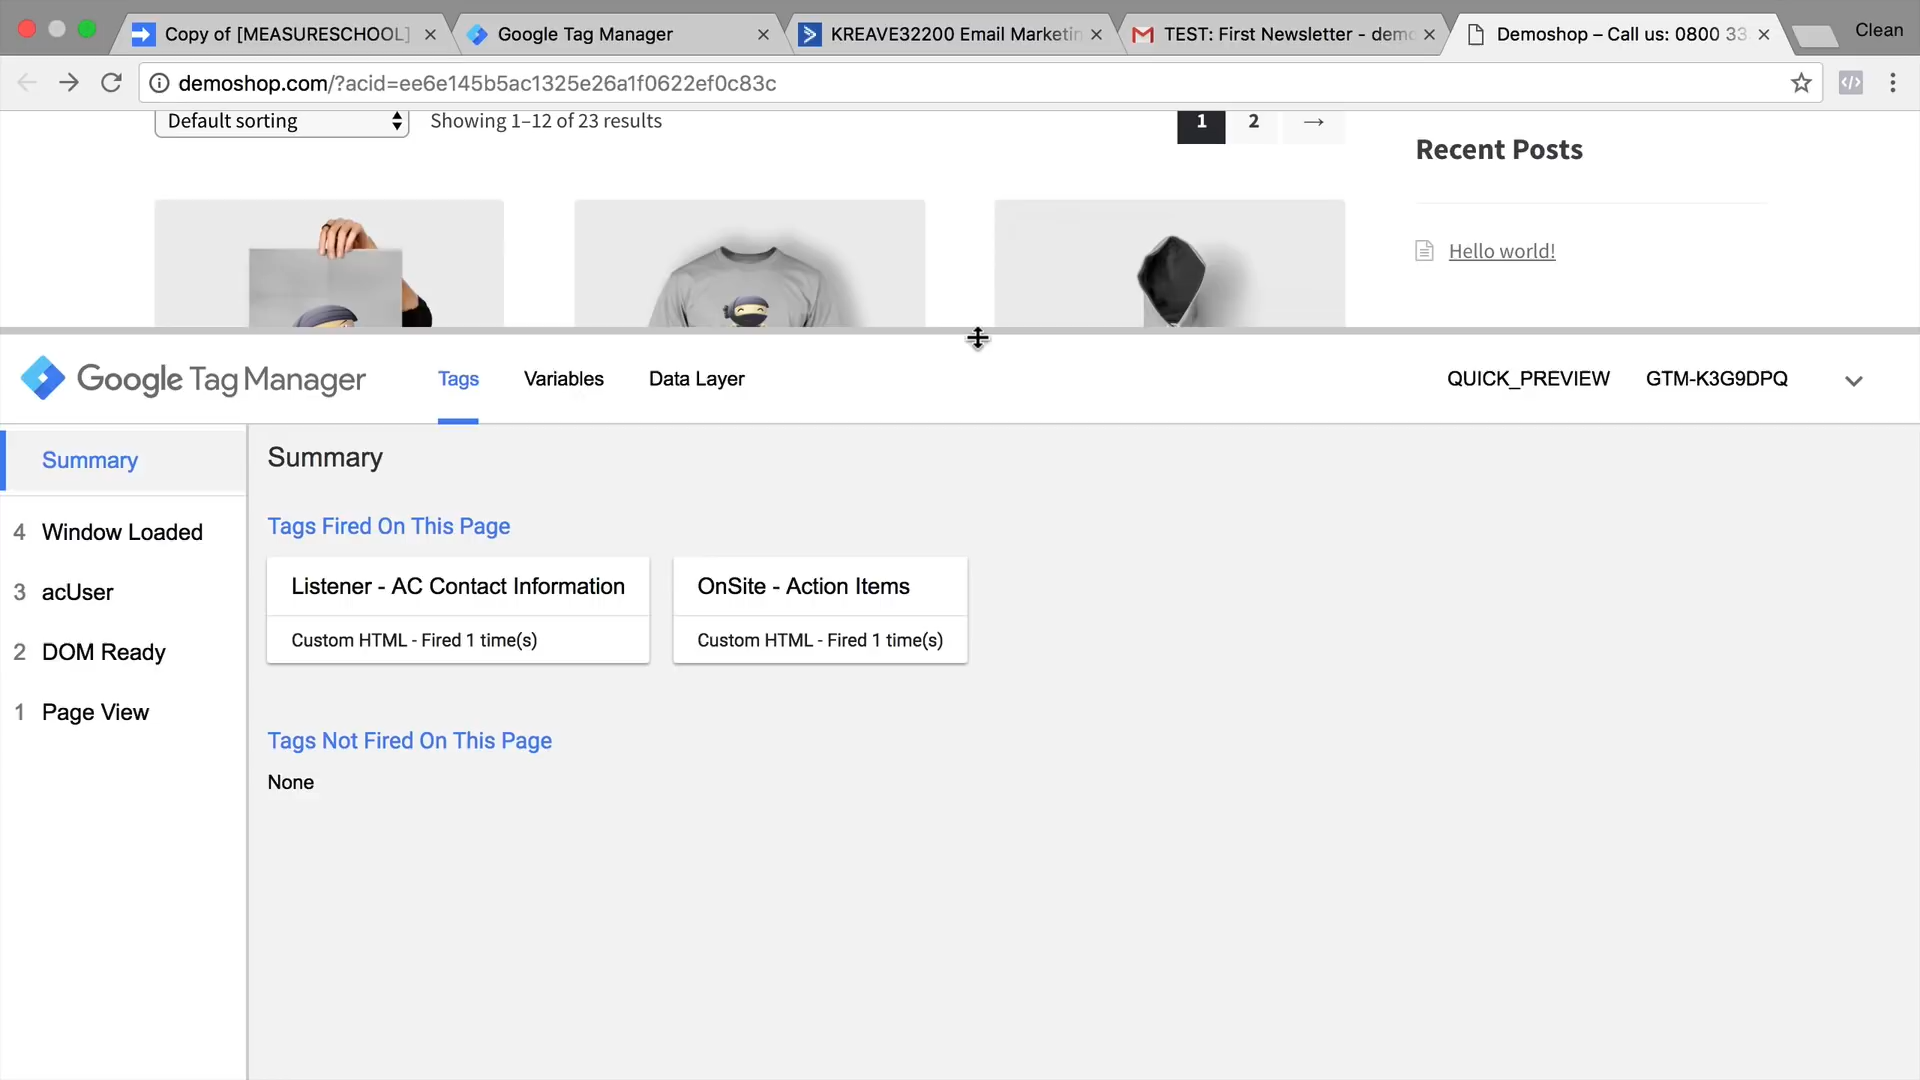 Copy of [MEASURESCHOOL]
Google Tag Manager
KREAVE32200 Email Marketin
TEST: First Newsletter - demo
Demoshop – Call us: 0800 33
Clean
demoshop.com/?acid=ee6e145b5ac1325e26a1f0622ef0c83c
Default sorting
Showing 1–12 of 23 results
1
2
→
Recent Posts
Hello world!
Google Tag Manager
Tags
Variables
Data Layer
QUICK_PREVIEW
GTM-K3G9DPQ
Summary
4 Window Loaded
3 acUser
2 DOM Ready
1 Page View
Summary
Tags Fired On This Page
Listener - AC Contact Information
Custom HTML - Fired 1 time(s)
OnSite - Action Items
Custom HTML - Fired 1 time(s)
Tags Not Fired On This Page
None